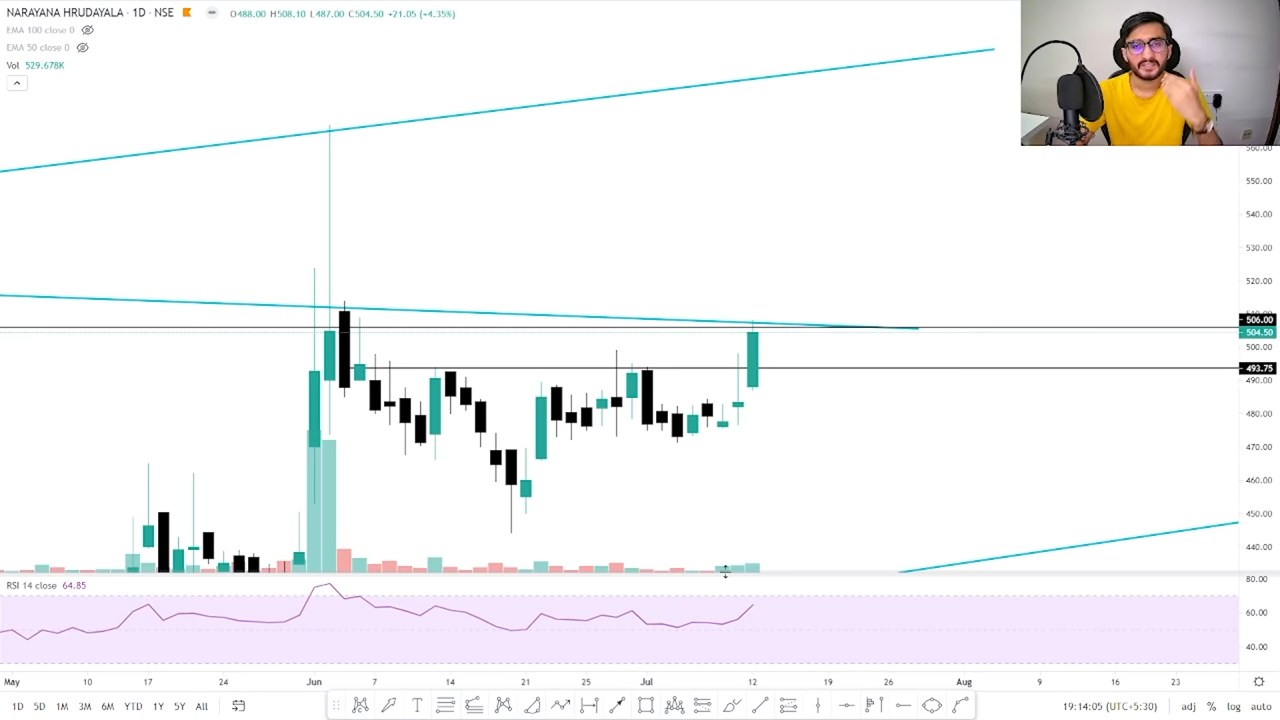 NARAYANA HRUDAYALA · 1D · NSE O488.00 H508.10 L487.00 C504.50 +21.05 (+4.35%)
EMA 100 close 0
EMA 50 close 0
Vol 529.678K
560.00
550.00
540.00
530.00
520.00
506.00
504.50
500.00
493.75
490.00
480.00
470.00
460.00
450.00
440.00
RSI 14 close 64.85
80.00
60.00
40.00
May 10 17 24 Jun 7 14 21 25 Jul 12 19 26 Aug 9 16 23
1D 5D 1M 3M 6M YTD 1Y 5Y All T 19:14:05 (UTC+5:30) adj % log auto